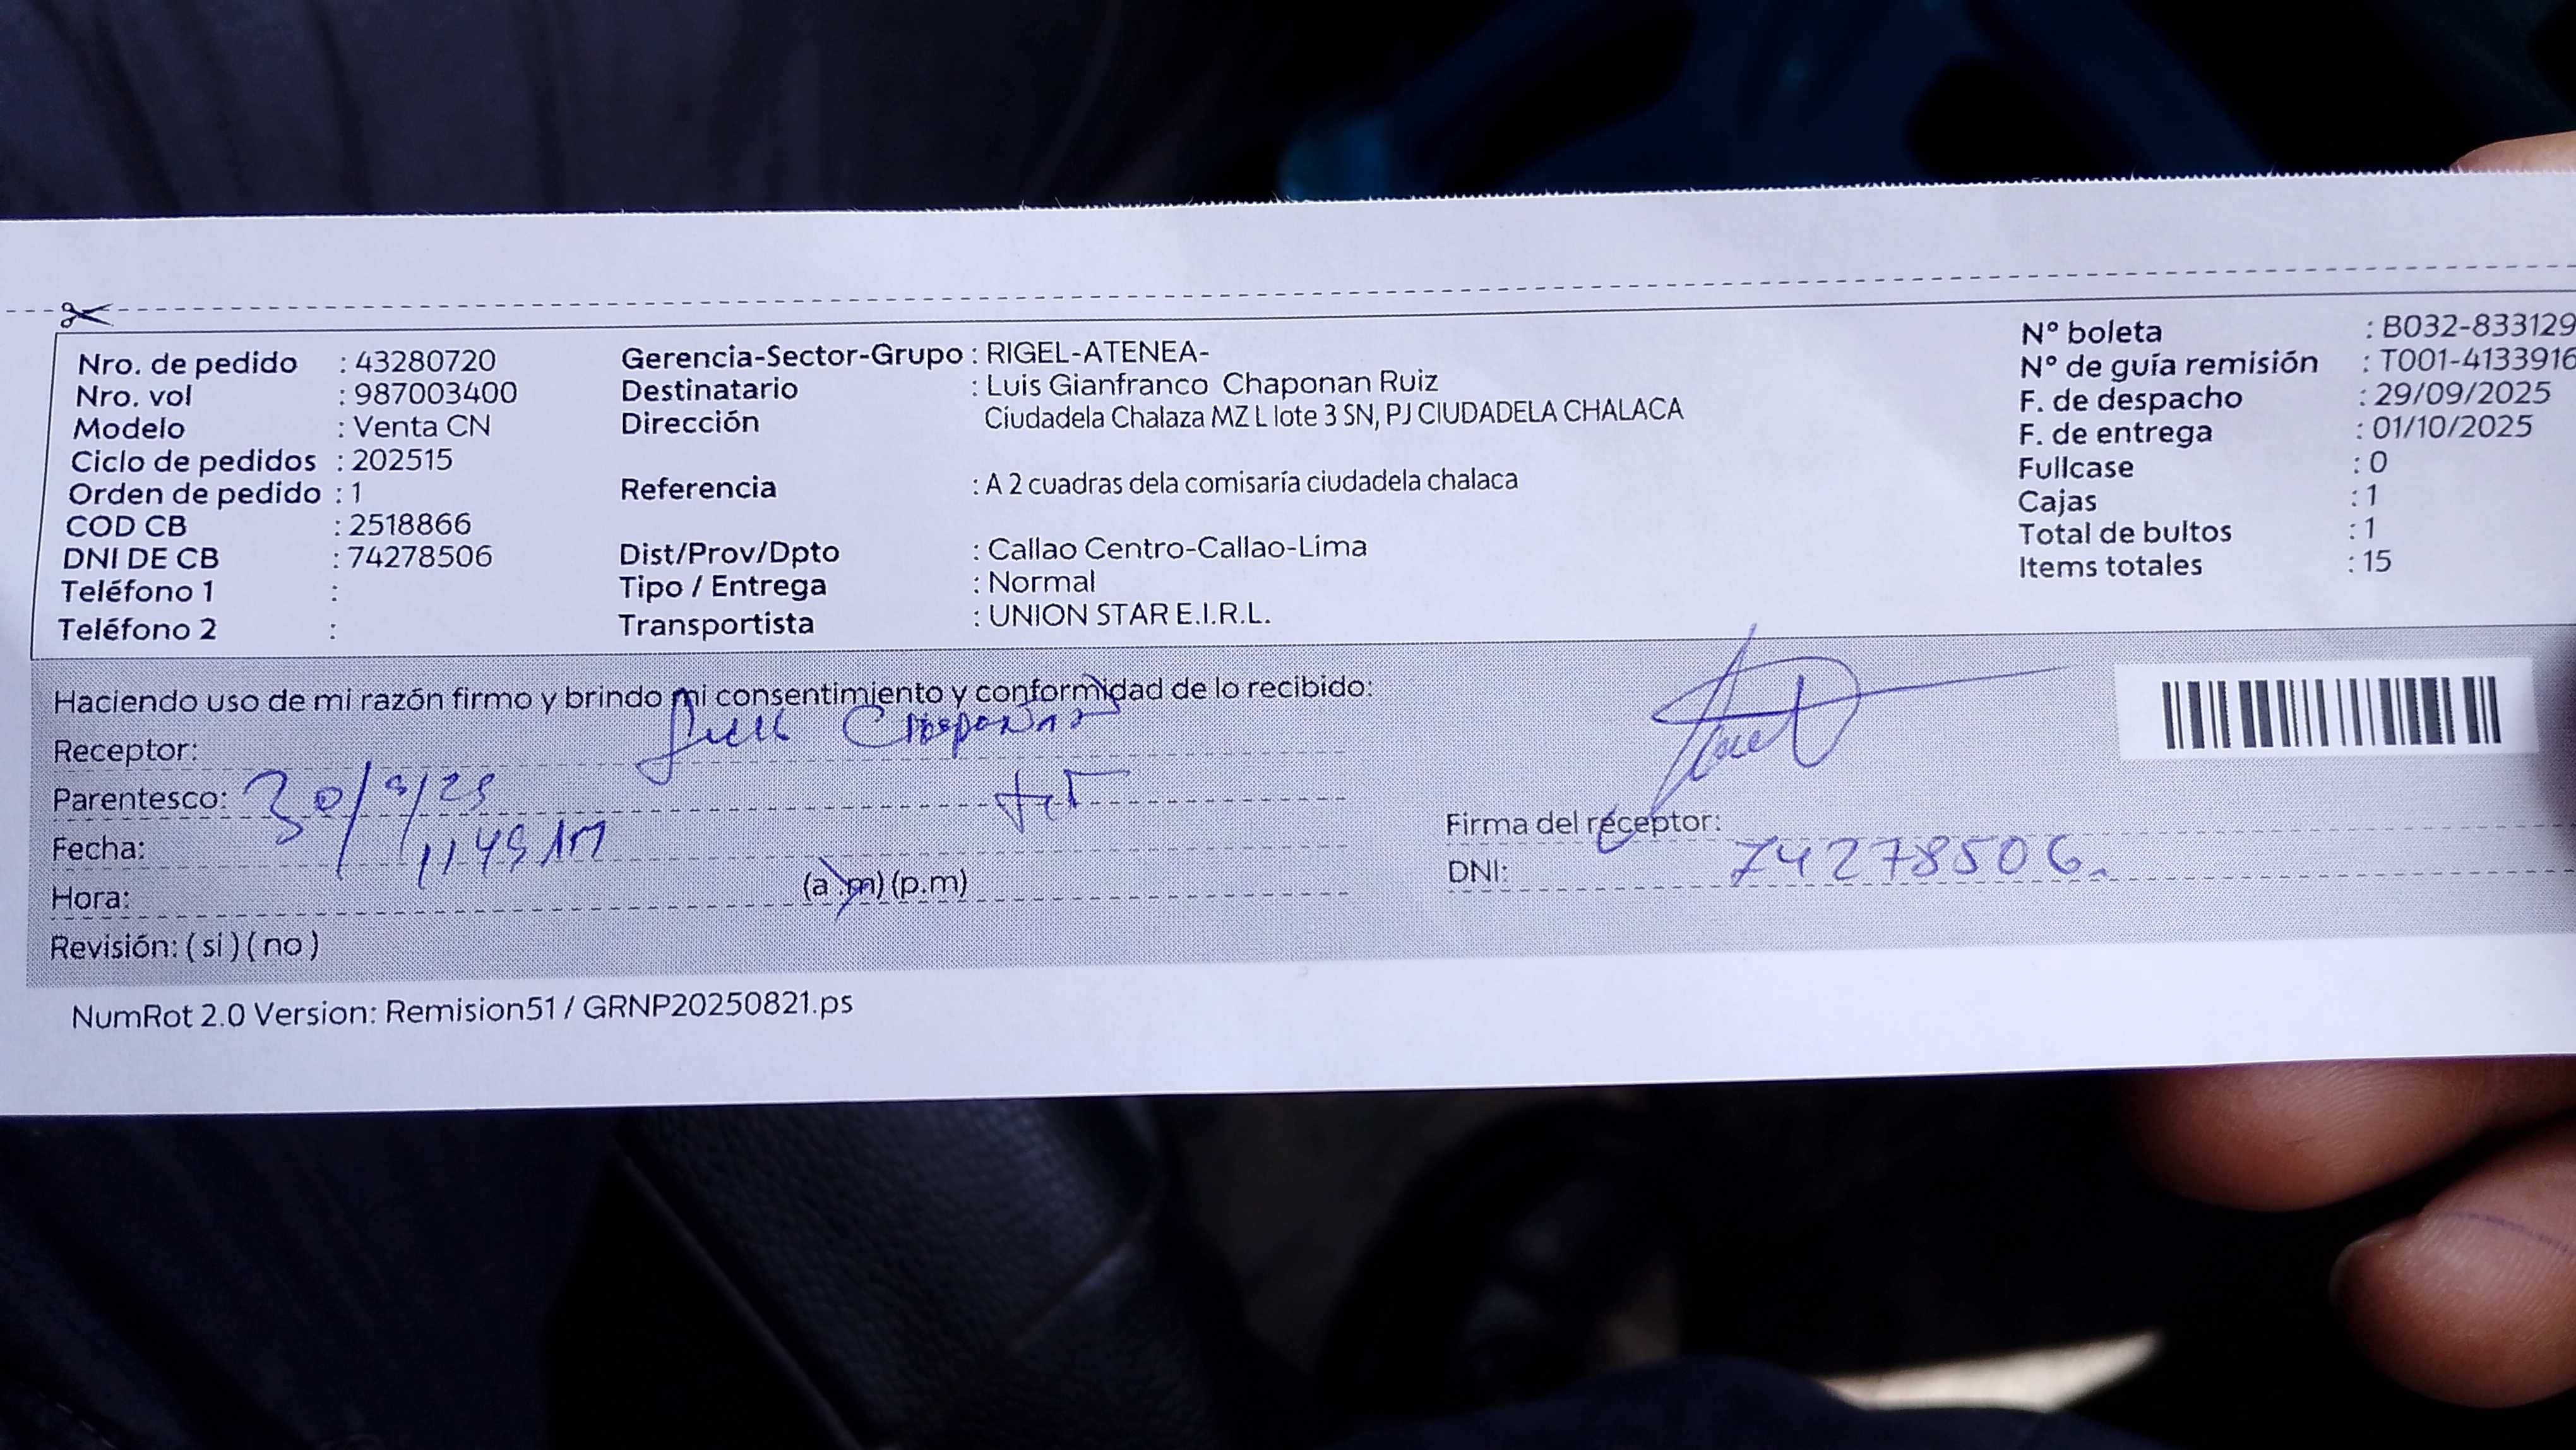 Nro. de pedido : 43280720
Nro. vol : 987003400
Modelo : Venta CN
Ciclo de pedidos : 202515
Orden de pedido : 1
COD CB : 2518866
DNI DE CB : 74278506
Teléfono 1 :
Teléfono 2 :
Gerencia-Sector-Grupo : RIGEL-ATENEA-
Destinatario : Luis Gianfranco Chaponan Ruiz
Dirección Ciudadela Chalaza MZ L lote 3 SN, PJ CIUDADELA CHALACA
Referencia : A 2 cuadras dela comisaría ciudadela chalaca
Dist/Prov/Dpto : Callao Centro-Callao-Lima
Tipo / Entrega : Normal
Transportista : UNION STAR E.I.R.L.
N° boleta : B032-833129
N° de guía remisión : T001-4133916
F. de despacho : 29/09/2025
F. de entrega : 01/10/2025
Fullcase : 0
Cajas : 1
Total de bultos : 1
Items totales : 15
Haciendo uso de mi razón firmo y brindo mi consentimiento y conformidad de lo recibido:
Receptor:
Parentesco: 30/9/25
Fecha:
Hora: (a.m) (p.m)
Revisión: ( si ) ( no )
Firma del receptor:
DNI: 74278506
NumRot 2.0 Version: Remision51 / GRNP20250821.ps